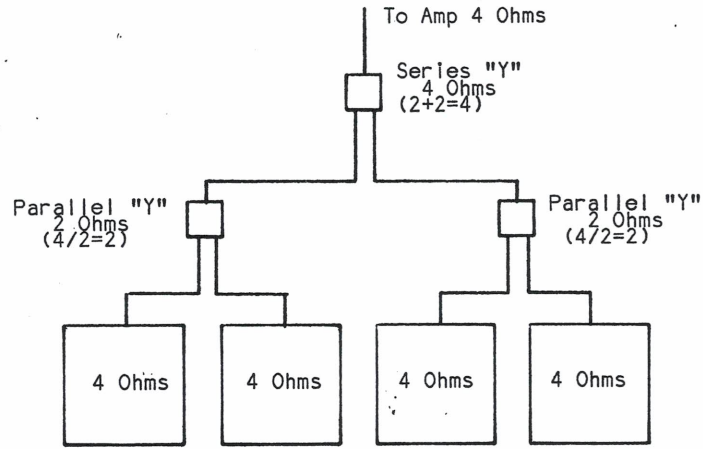 To Amp 4 Ohms
Series "Y"
4 Ohms
(2+2=4)
Parallel "Y"
2 Ohms
(4/2=2)
Parallel "Y"
2 Ohms
(4/2=2)
4 Ohms
4 Ohms
4 Ohms
4 Ohms